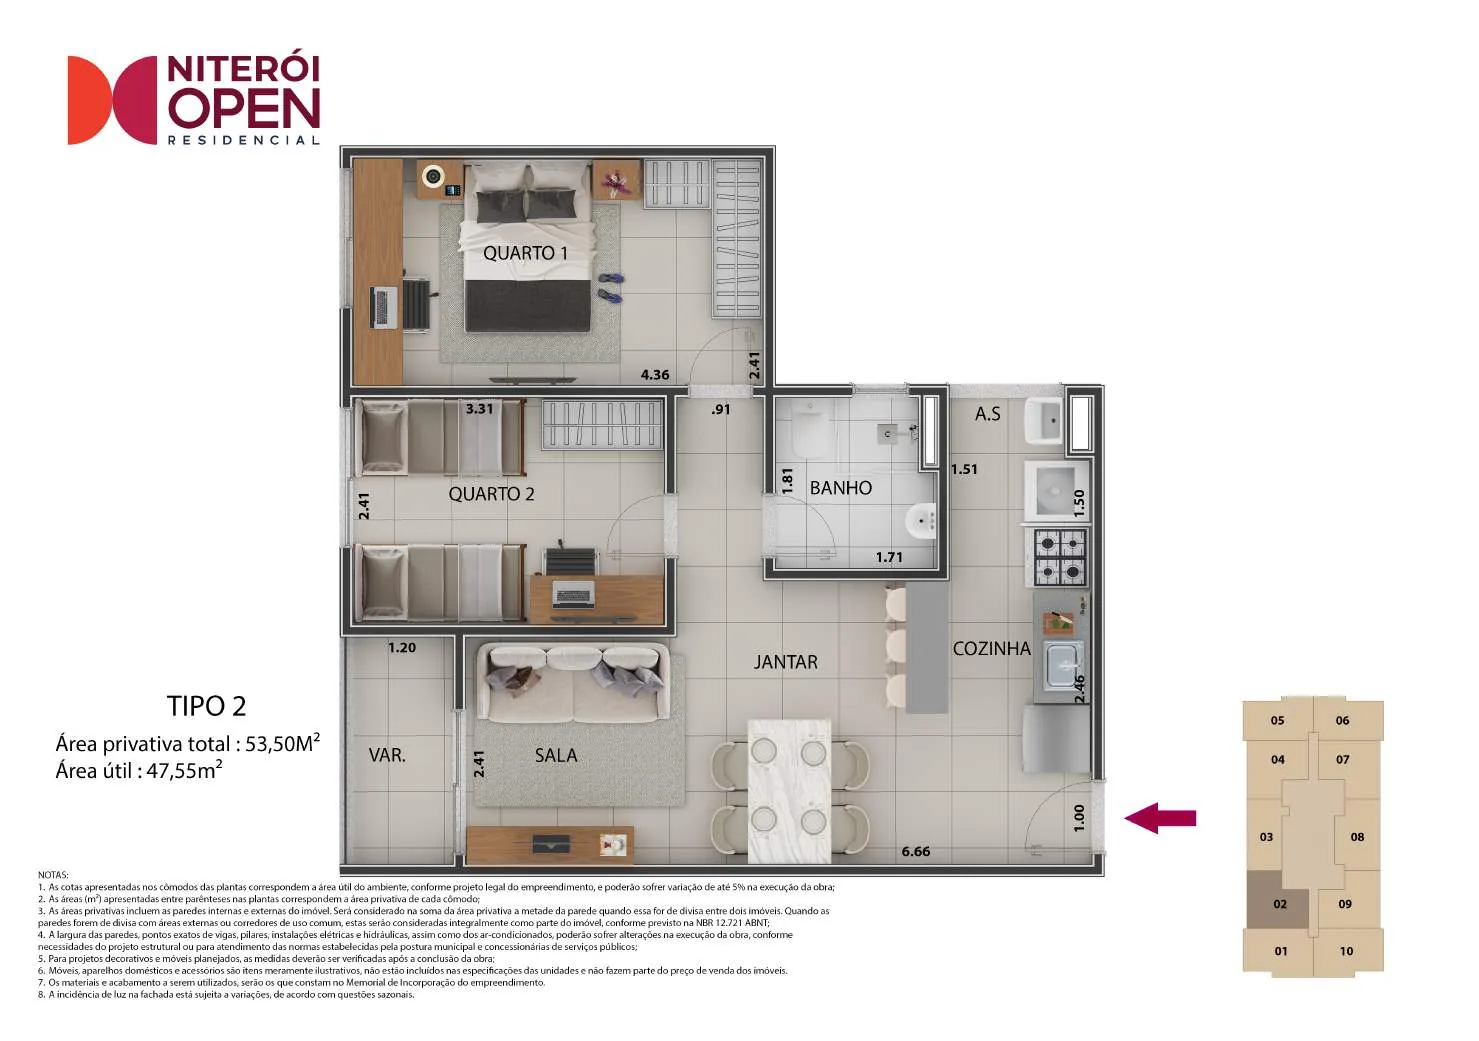 NITERÓI
OPEN
RESIDENCIAL
QUARTO 1
4.36
2.41
3.31
.91
A.S
QUARTO 2
2.41
1.81
BANHO
1.51
1.50
1.71
1.20
JANTAR
COZINHA
2.46
VAR.
2.41
SALA
1.00
6.66
TIPO 2
Área privativa total : 53,50M²
Área útil : 47,55m²
05
06
04
07
03
08
02
09
01
10
NOTAS:
1. As cotas apresentadas nos cômodos das plantas correspondem a área útil do ambiente, conforme projeto legal do empreendimento, e poderão sofrer variação de até 5% na execução da obra;
2. As áreas (m²) apresentadas entre parênteses nas plantas correspondem a área privativa de cada cômodo;
3. As áreas privativas incluem as paredes internas e externas do imóvel. Será considerado na soma da área privativa a metade da parede quando essa for de divisa entre dois imóveis. Quando as
paredes forem de divisa com áreas externas ou corredores de uso comum, estas serão consideradas integralmente como parte do imóvel, conforme previsto na NBR 12.721 ABNT;
4. A largura das paredes, pontos exatos de vigas, pilares, instalações elétricas e hidráulicas, assim como dos ar-condicionados, poderão sofrer alterações na execução da obra, conforme
necessidades do projeto estrutural ou para atendimento das normas estabelecidas pela postura municipal e concessionárias de serviços públicos;
5. Para projetos decorativos e móveis planejados, as medidas deverão ser verificadas após a conclusão da obra;
6. Móveis, aparelhos domésticos e acessórios são itens meramente ilustrativos, não estão incluídos nas especificações das unidades e não fazem parte do preço de venda dos imóveis.
7. Os materiais e acabamento a serem utilizados, serão os que constam no Memorial de Incorporação do empreendimento.
8. A incidência de luz na fachada está sujeita a variações, de acordo com questões sazonais.